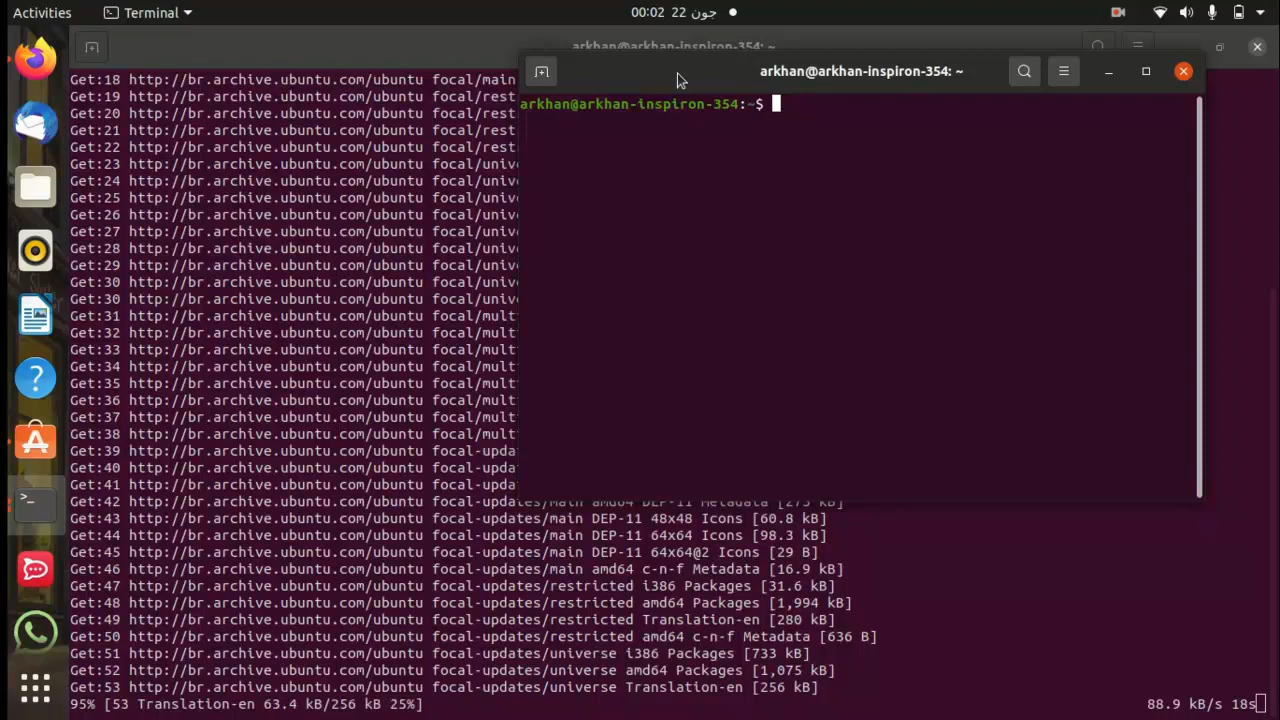 Activities
Terminal
00:02 22 جون
arkhan@arkhan-inspiron-354: ~
arkhan@arkhan-inspiron-354: ~
arkhan@arkhan-inspiron-354:~$
Get:18 http://br.archive.ubuntu.com/ubuntu focal/main
Get:19 http://br.archive.ubuntu.com/ubuntu focal/rest
Get:20 http://br.archive.ubuntu.com/ubuntu focal/rest
Get:21 http://br.archive.ubuntu.com/ubuntu focal/rest
Get:22 http://br.archive.ubuntu.com/ubuntu focal/rest
Get:23 http://br.archive.ubuntu.com/ubuntu focal/univ
Get:24 http://br.archive.ubuntu.com/ubuntu focal/univ
Get:25 http://br.archive.ubuntu.com/ubuntu focal/univ
Get:26 http://br.archive.ubuntu.com/ubuntu focal/univ
Get:27 http://br.archive.ubuntu.com/ubuntu focal/univ
Get:28 http://br.archive.ubuntu.com/ubuntu focal/univ
Get:29 http://br.archive.ubuntu.com/ubuntu focal/univ
Get:30 http://br.archive.ubuntu.com/ubuntu focal/univ
Get:30 http://br.archive.ubuntu.com/ubuntu focal/univ
Get:31 http://br.archive.ubuntu.com/ubuntu focal/mult
Get:32 http://br.archive.ubuntu.com/ubuntu focal/mult
Get:33 http://br.archive.ubuntu.com/ubuntu focal/mult
Get:34 http://br.archive.ubuntu.com/ubuntu focal/mult
Get:35 http://br.archive.ubuntu.com/ubuntu focal/mult
Get:36 http://br.archive.ubuntu.com/ubuntu focal/mult
Get:37 http://br.archive.ubuntu.com/ubuntu focal/mult
Get:38 http://br.archive.ubuntu.com/ubuntu focal/mult
Get:39 http://br.archive.ubuntu.com/ubuntu focal-upda
Get:40 http://br.archive.ubuntu.com/ubuntu focal-upda
Get:41 http://br.archive.ubuntu.com/ubuntu focal-upda
Get:42 http://br.archive.ubuntu.com/ubuntu focal-updates/main amd64 DEP-11 Metadata [275 kB]
Get:43 http://br.archive.ubuntu.com/ubuntu focal-updates/main DEP-11 48x48 Icons [60.8 kB]
Get:44 http://br.archive.ubuntu.com/ubuntu focal-updates/main DEP-11 64x64 Icons [98.3 kB]
Get:45 http://br.archive.ubuntu.com/ubuntu focal-updates/main DEP-11 64x64@2 Icons [29 B]
Get:46 http://br.archive.ubuntu.com/ubuntu focal-updates/main amd64 c-n-f Metadata [16.9 kB]
Get:47 http://br.archive.ubuntu.com/ubuntu focal-updates/restricted i386 Packages [31.6 kB]
Get:48 http://br.archive.ubuntu.com/ubuntu focal-updates/restricted amd64 Packages [1,994 kB]
Get:49 http://br.archive.ubuntu.com/ubuntu focal-updates/restricted Translation-en [280 kB]
Get:50 http://br.archive.ubuntu.com/ubuntu focal-updates/restricted amd64 c-n-f Metadata [636 B]
Get:51 http://br.archive.ubuntu.com/ubuntu focal-updates/universe i386 Packages [733 kB]
Get:52 http://br.archive.ubuntu.com/ubuntu focal-updates/universe amd64 Packages [1,075 kB]
Get:53 http://br.archive.ubuntu.com/ubuntu focal-updates/universe Translation-en [256 kB]
95% [53 Translation-en 63.4 kB/256 kB 25%] 88.9 kB/s 18s